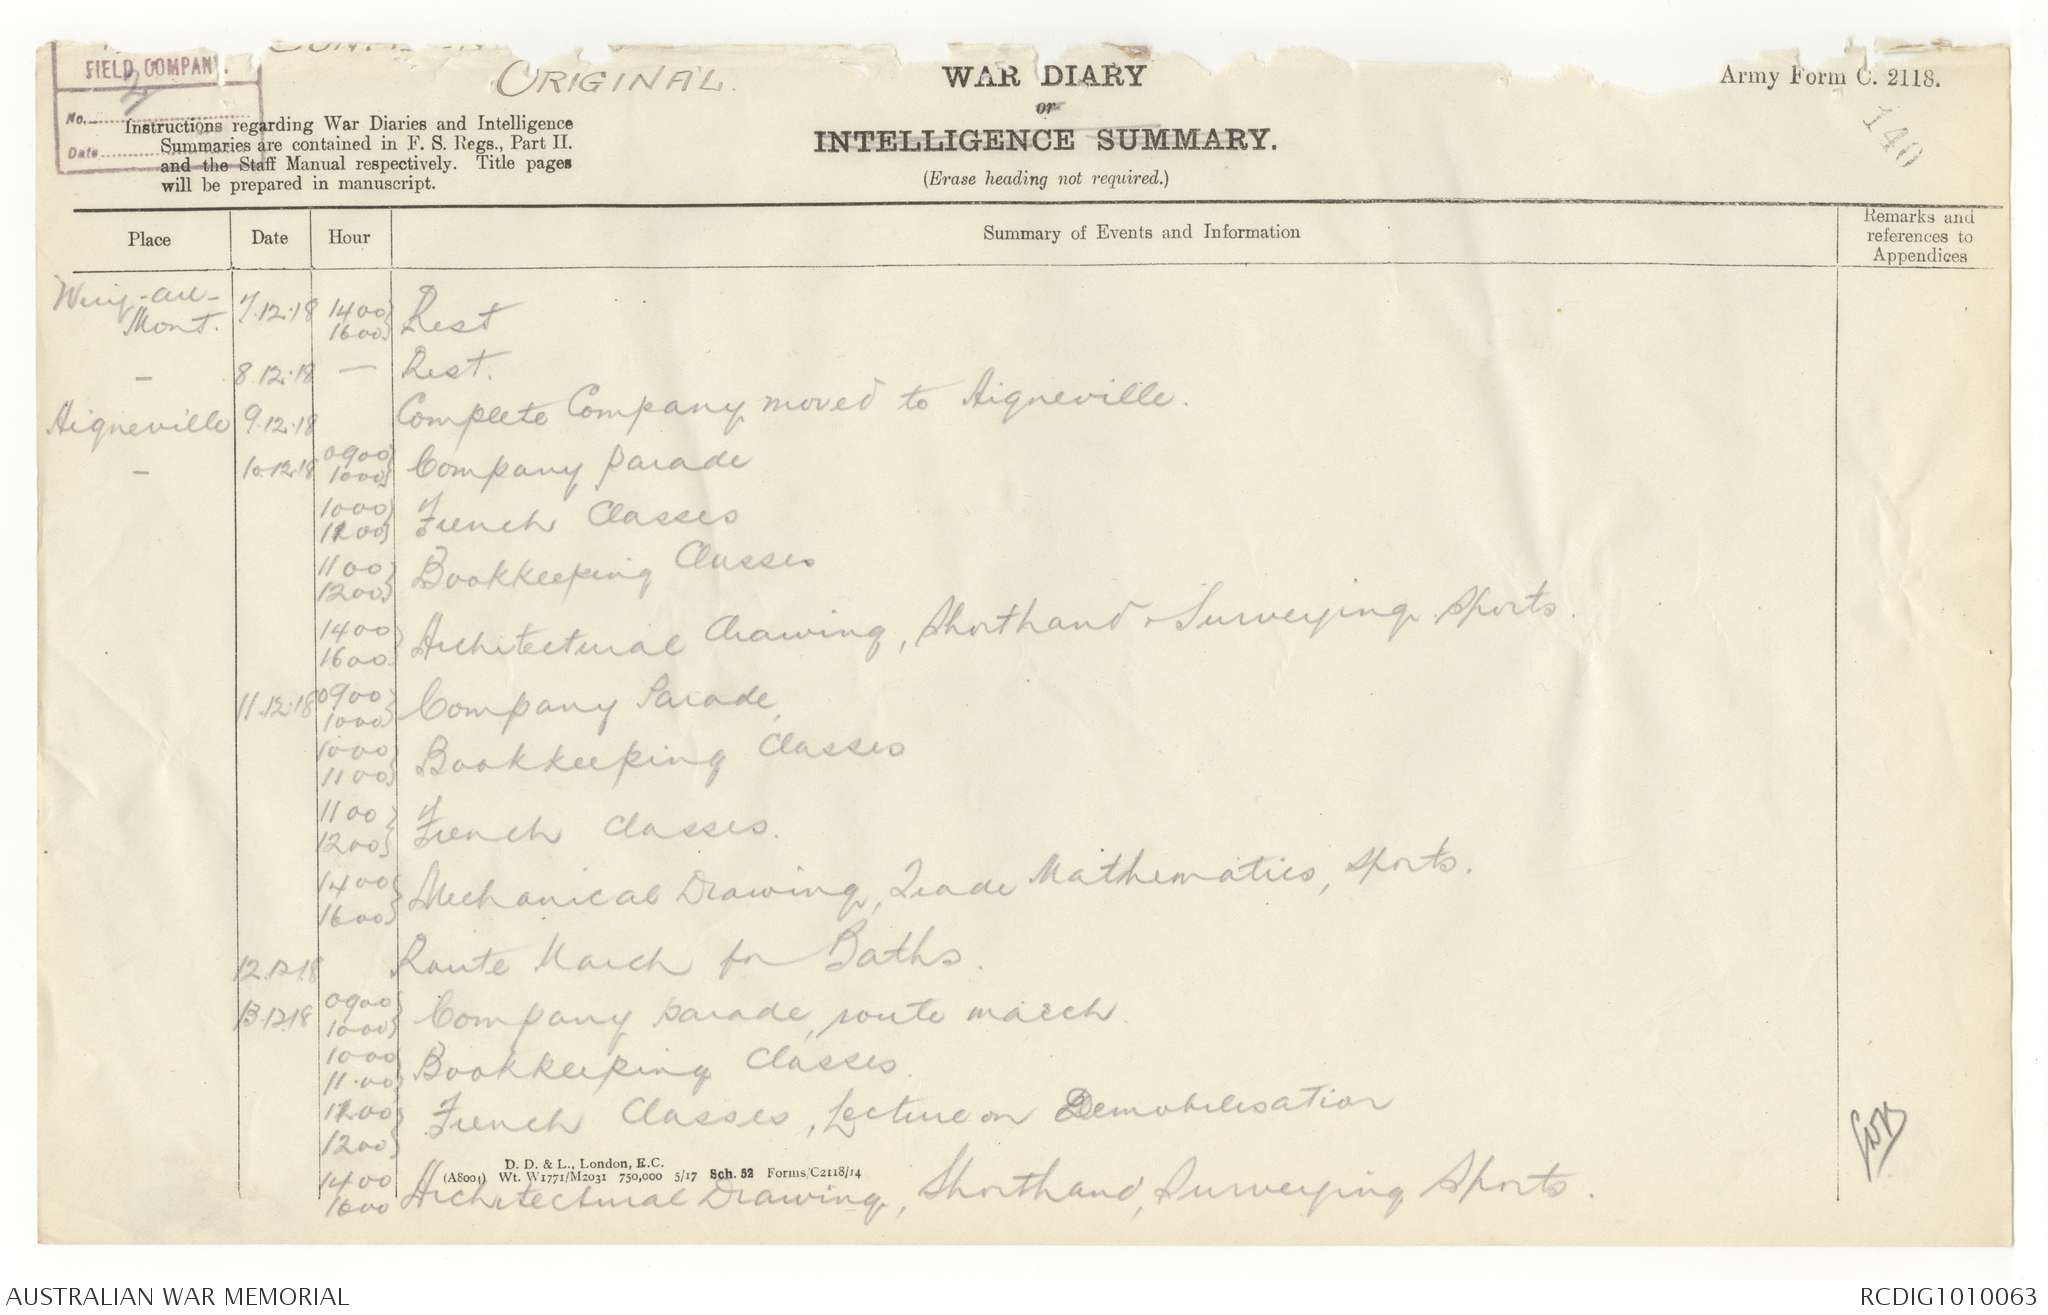 FIELD COMPANY.
No.
Date
ORIGINAL.
WAR DIARY
or
INTELLIGENCE SUMMARY.
(Erase heading not required.)
Army Form C. 2118.
140
Instructions regarding War Diaries and Intelligence
Summaries are contained in F. S. Regs., Part II.
and the Staff Manual respectively. Title pages
will be prepared in manuscript.
Place Date Hour Summary of Events and Information Remarks and
references to
Appendices
Wiry-au-
Mont. 7.12.18 1400
1600 Rest
– 8.12.18 — Rest.
Aigneville 9.12.18 Complete Company moved to Aigneville.
– 10.12.18 0900
1000 Company parade
1000
1100 French Classes
1100
1200 Bookkeeping Classes
1400
1600 Architectural Drawing, Shorthand & Surveying Sports.
11.12.18 0900
1000 Company Parade,
1000
1100 Bookkeeping Classes
1100
1200 French Classes.
1400
1600 Mechanical Drawing, Trade Mathematics, Sports.
12.12.18 Route March for Baths.
13.12.18 0900
1000 Company parade, route march.
1000
11.00 Bookkeeping Classes.
1100
1200 French Classes, Lecture on Demobilisation
1400
1600 Architectural Drawing, Shorthand, Surveying Sports.
D. D. & L., London, E.C.
(A8001) Wt. W1771/M2031 750,000 5/17 Sch. 52 Forms/C2118/14
AUSTRALIAN WAR MEMORIAL
RCDIG1010063